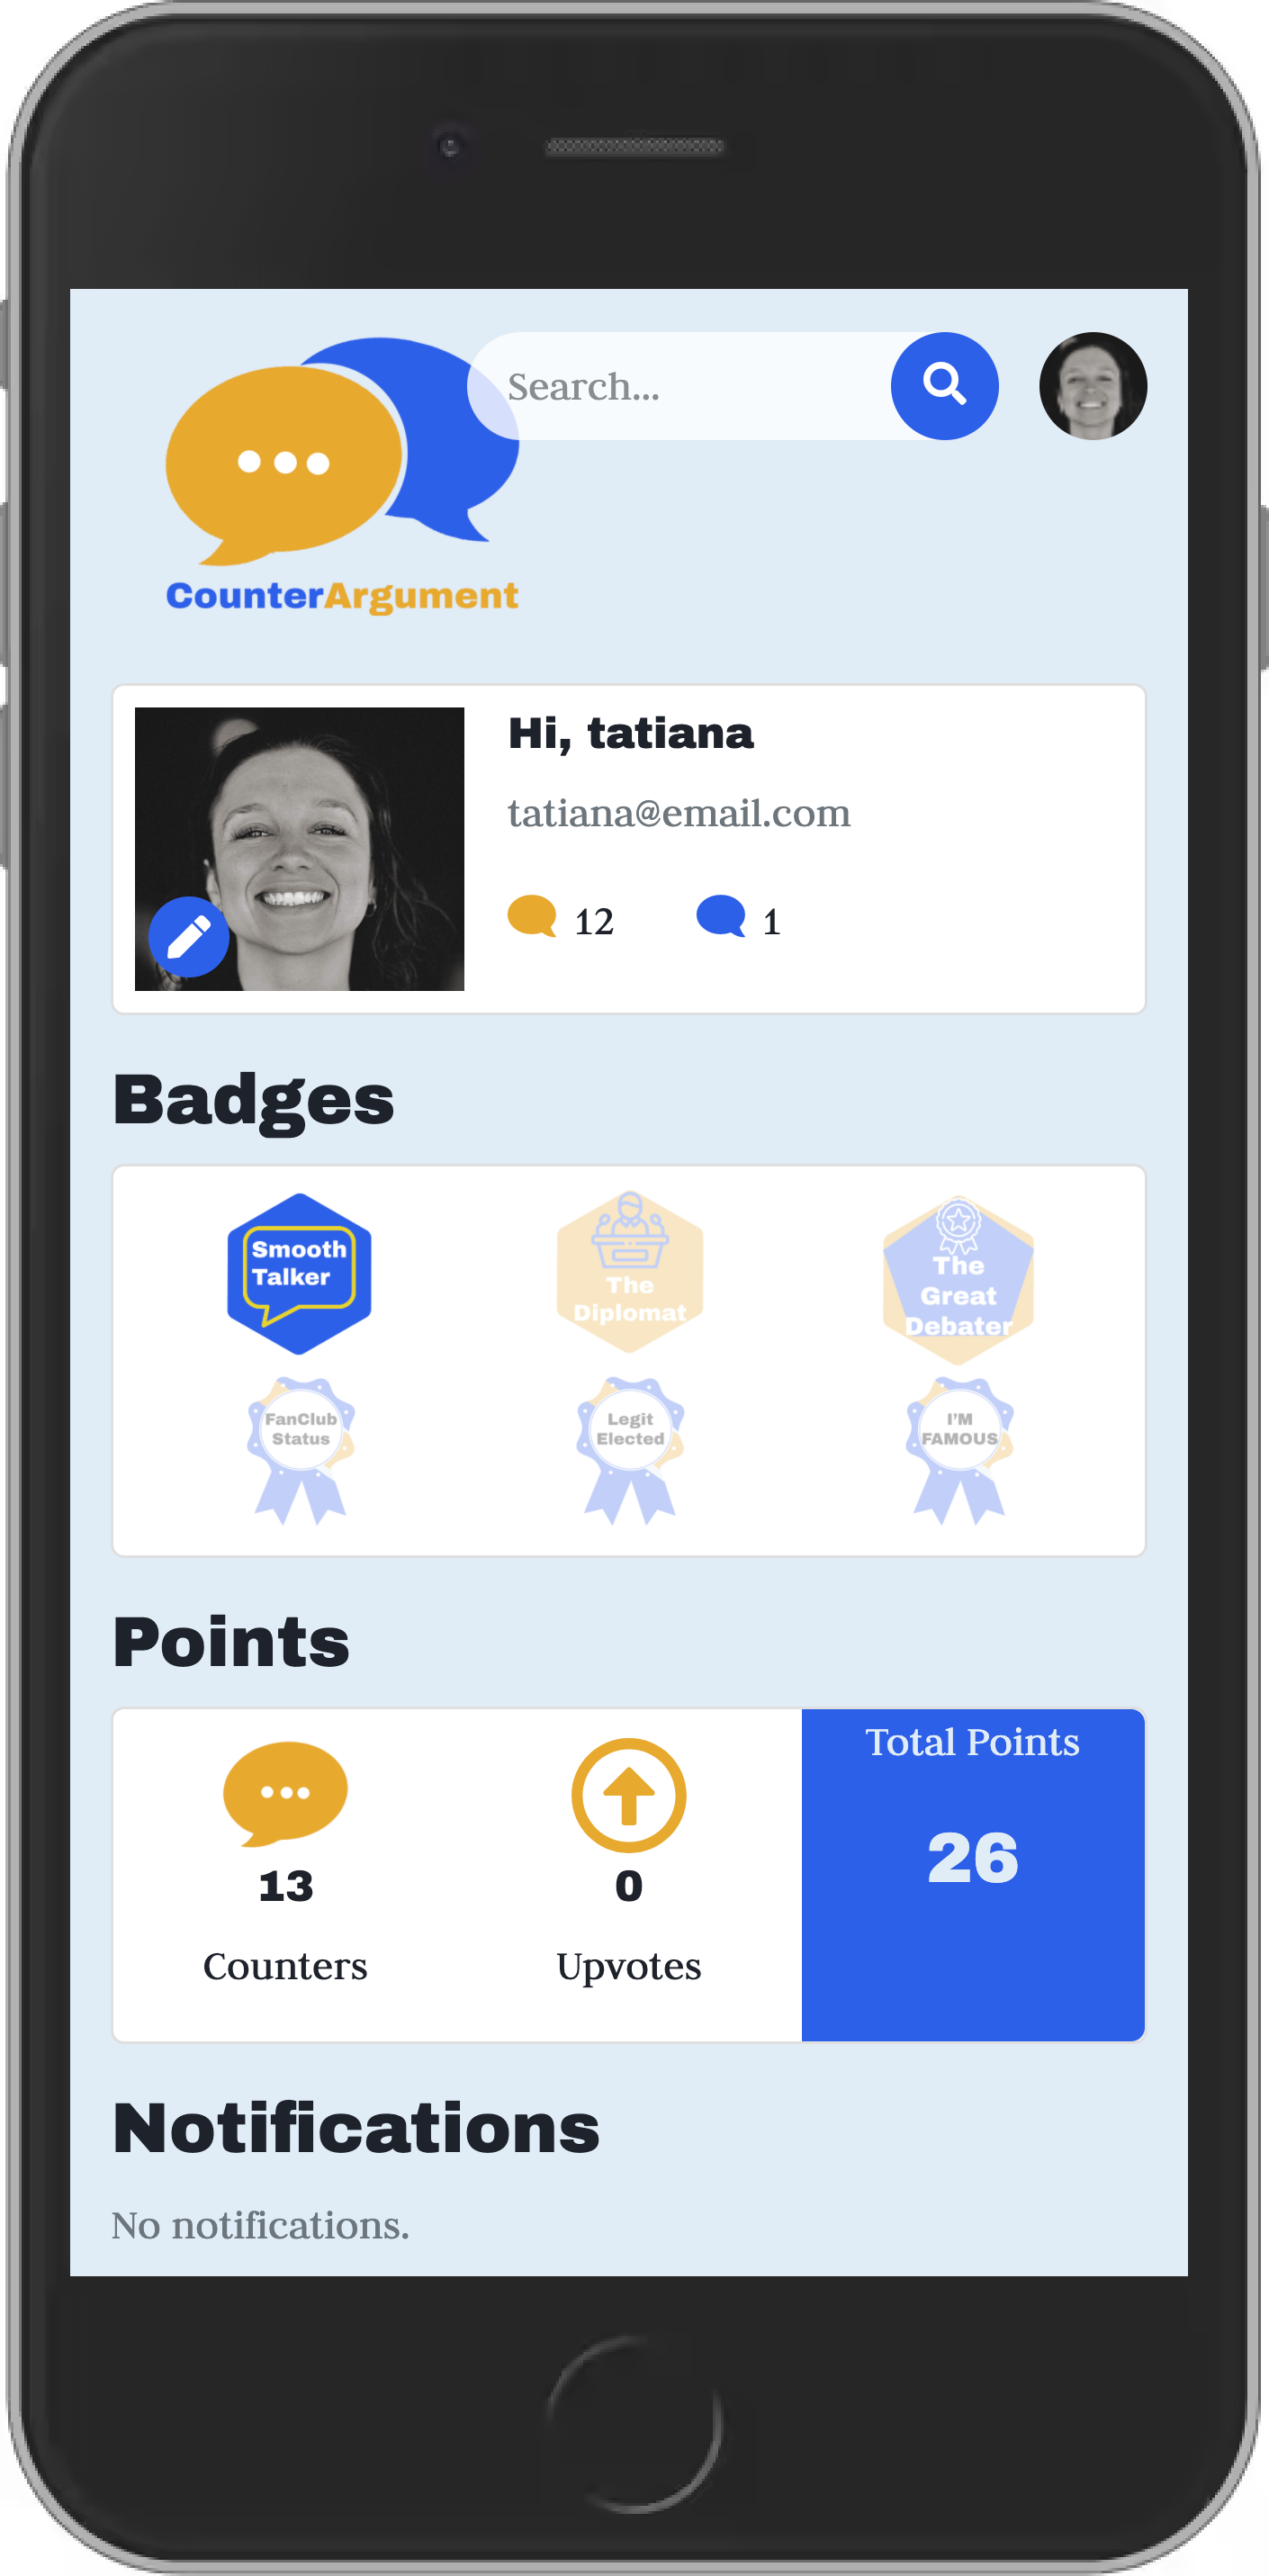 Search...
CounterArgument
Hi, tatiana
tatiana@email.com
12 1
Badges
Smooth
Talker
The
Diplomat
The
Great
Debater
FanClub
Status
Legit
Elected
I'M
FAMOUS
Points
13
Counters
0
Upvotes
Total Points
26
Notifications
No notifications.